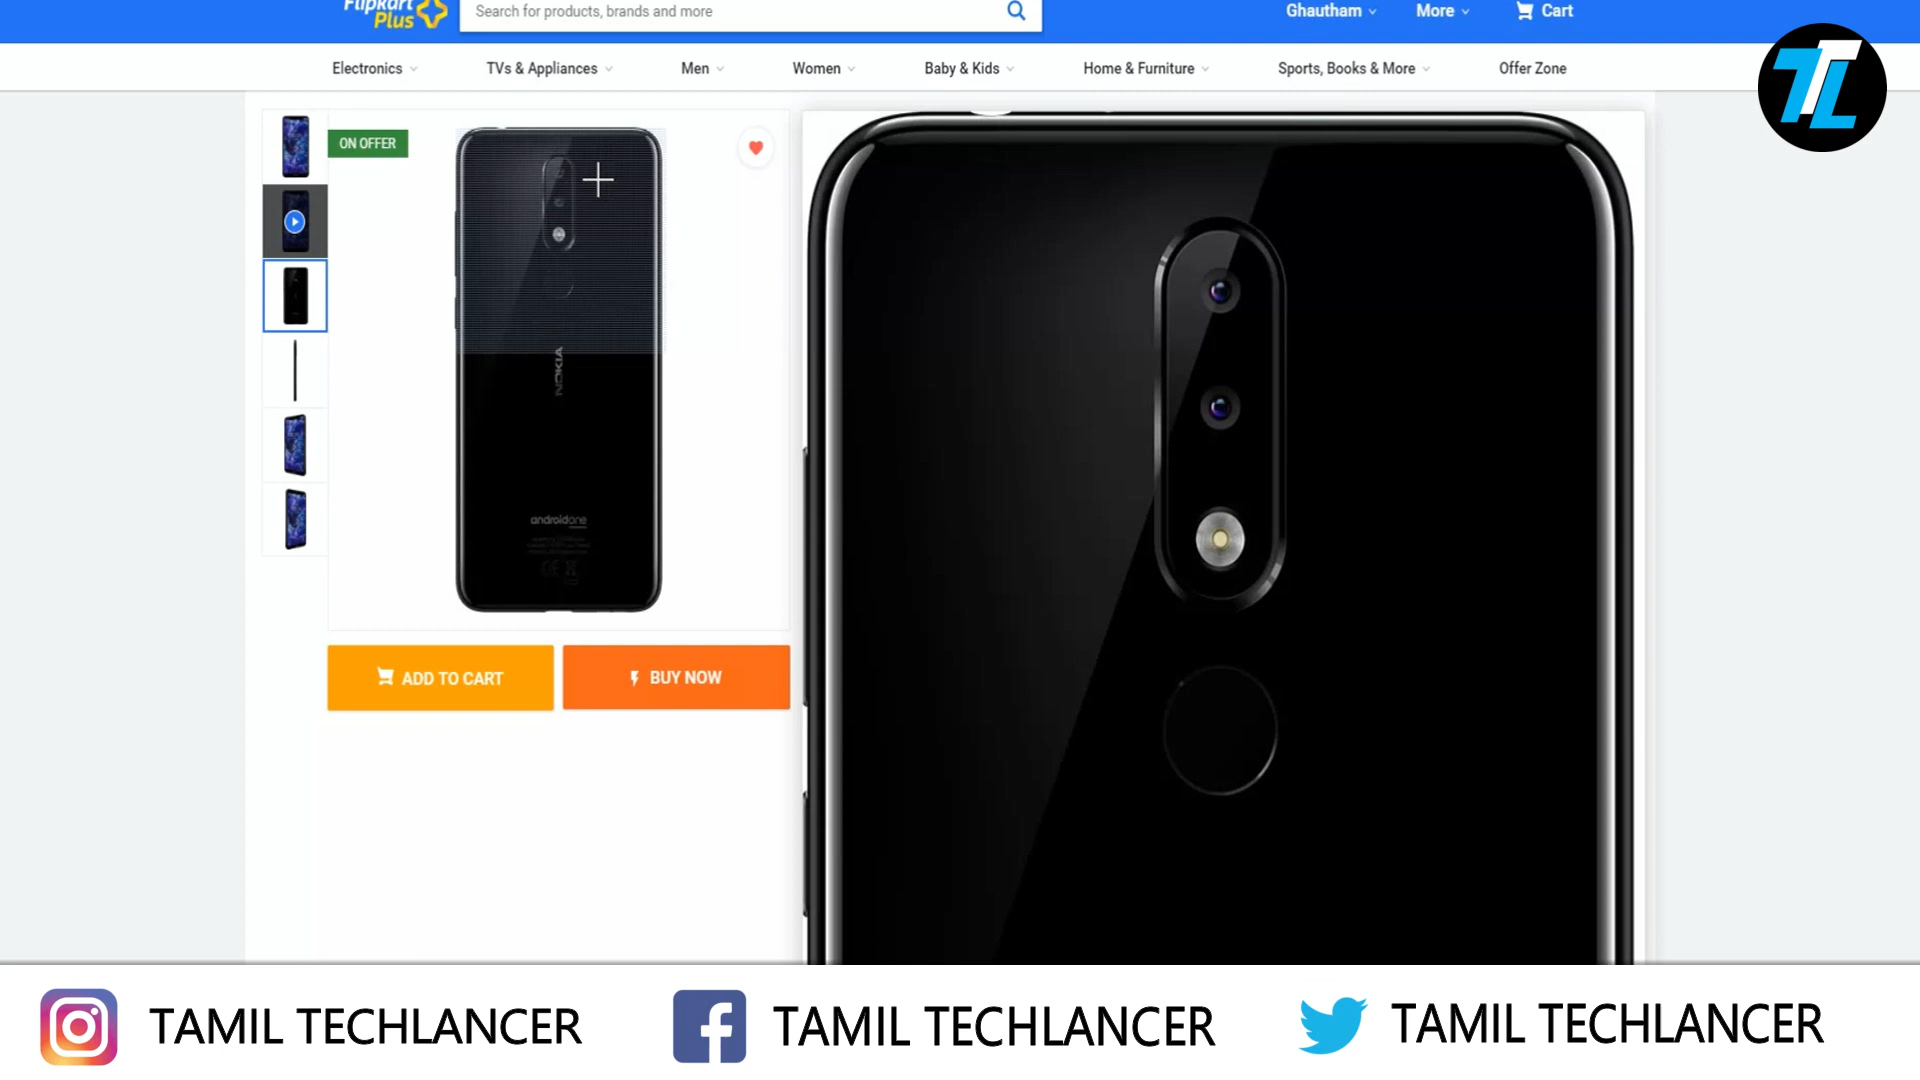 Flipkart
Plus
Search for products, brands and more
Ghautham
More
Cart
Electronics
TVs & Appliances
Men
Women
Baby & Kids
Home & Furniture
Sports, Books & More
Offer Zone
TL
ON OFFER
NOKIA
androidone
ADD TO CART
BUY NOW
TAMIL TECHLANCER
TAMIL TECHLANCER
TAMIL TECHLANCER